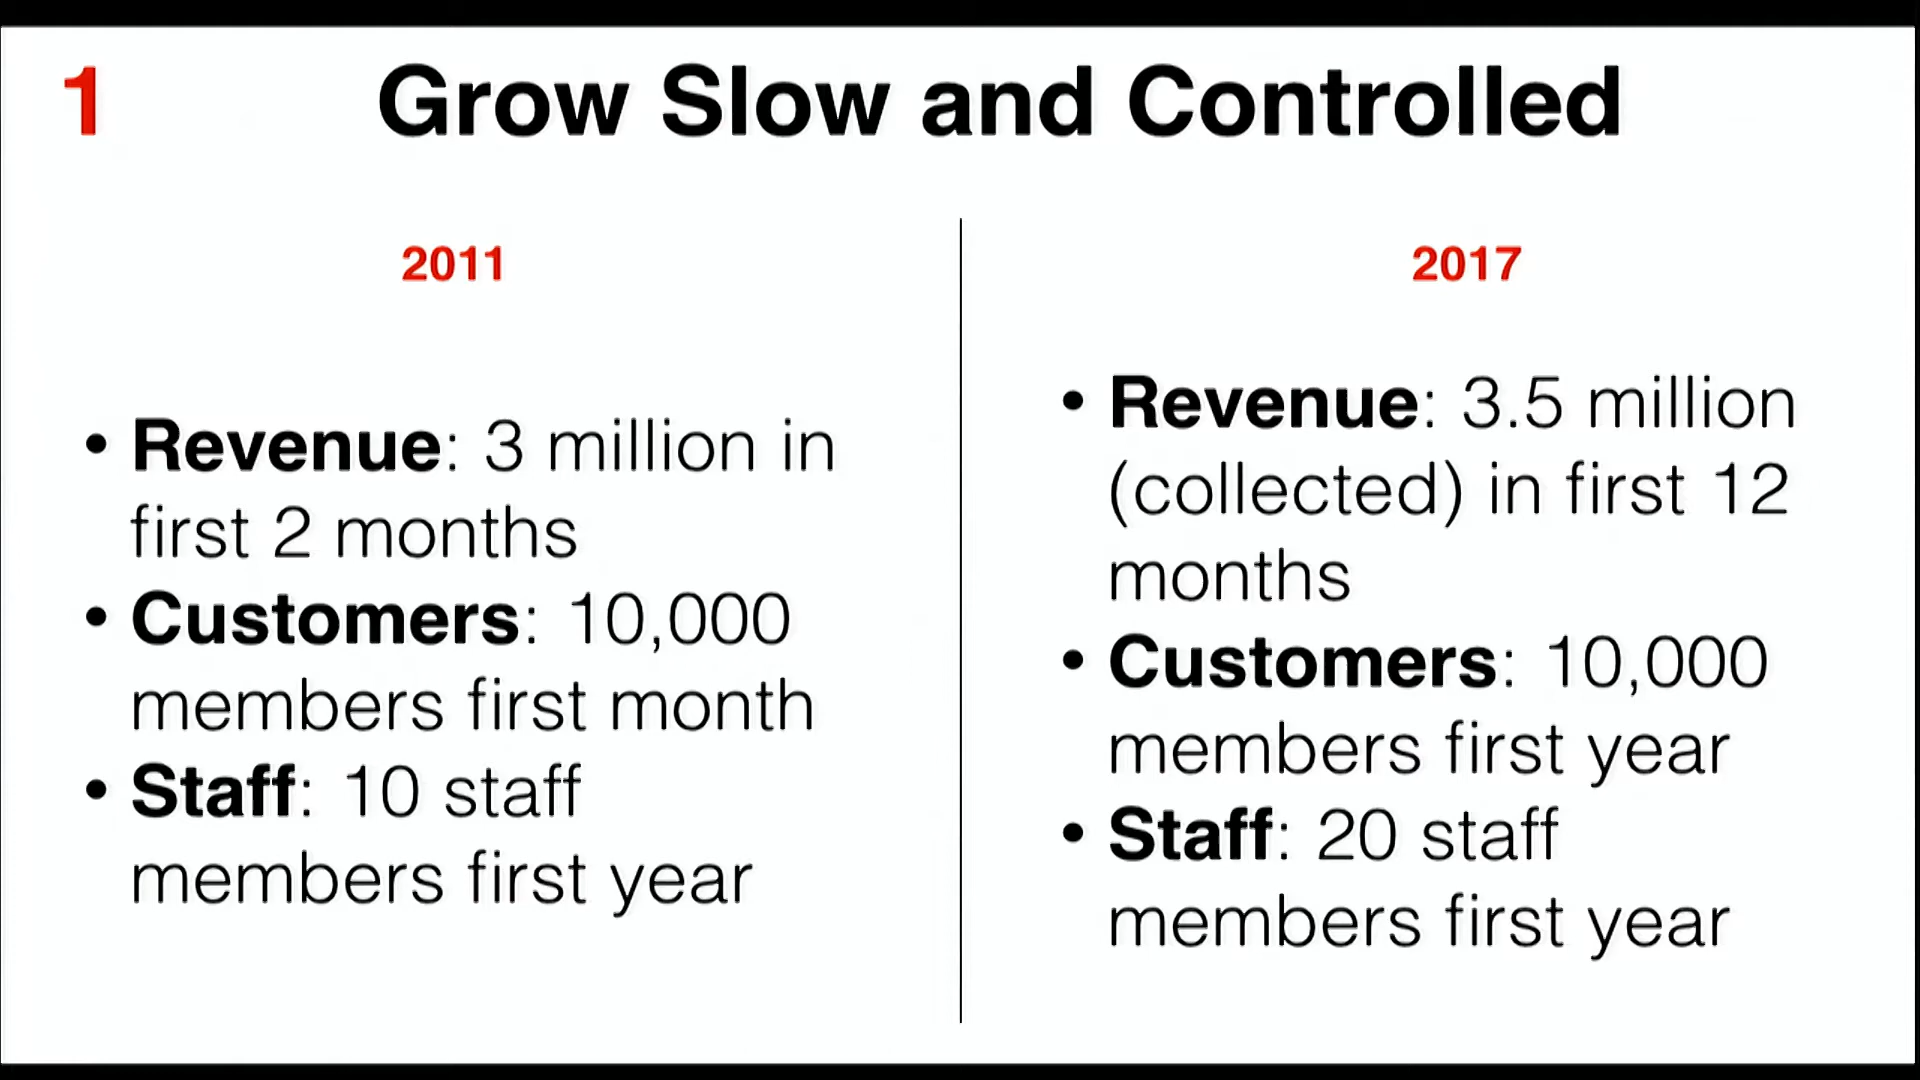 1 Grow Slow and Controlled
2011
• Revenue: 3 million in
first 2 months
• Customers: 10,000
members first month
• Staff: 10 staff
members first year
2017
• Revenue: 3.5 million
(collected) in first 12
months
• Customers: 10,000
members first year
• Staff: 20 staff
members first year